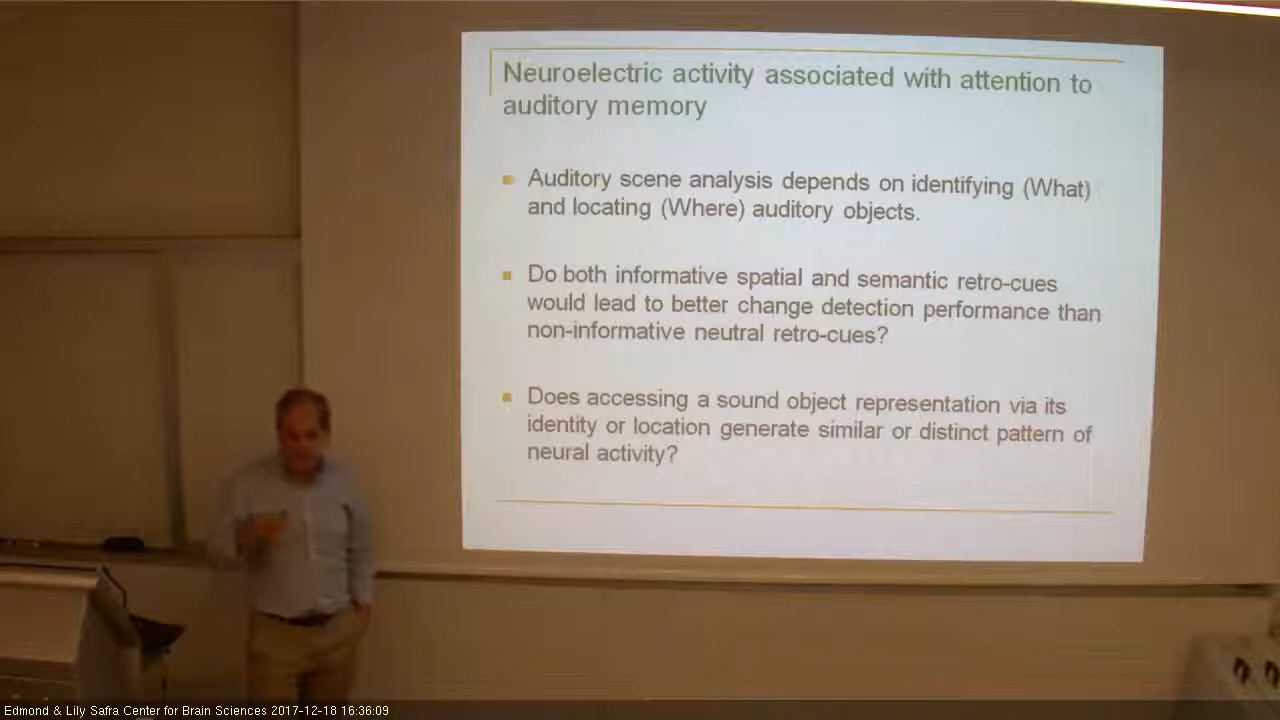 Neuroelectric activity associated with attention to
auditory memory
Auditory scene analysis depends on identifying (What)
and locating (Where) auditory objects.
Do both informative spatial and semantic retro-cues
would lead to better change detection performance than
non-informative neutral retro-cues?
Does accessing a sound object representation via its
identity or location generate similar or distinct pattern of
neural activity?
Edmond & Lily Safra Center for Brain Sciences 2017-12-18 16:36:09